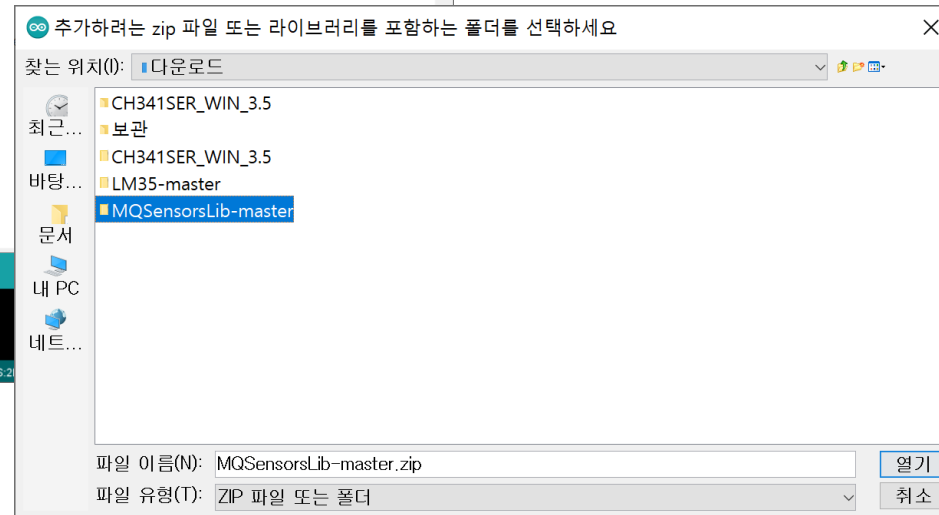 추가하려는 zip 파일 또는 라이브러리를 포함하는 폴더를 선택하세요
찾는 위치(I): 다운로드
최근...
바탕...
문서
내 PC
네트...
CH341SER_WIN_3.5
보관
CH341SER_WIN_3.5
LM35-master
MQSensorsLib-master
파일 이름(N): MQSensorsLib-master.zip 열기
파일 유형(T): ZIP 파일 또는 폴더 취소